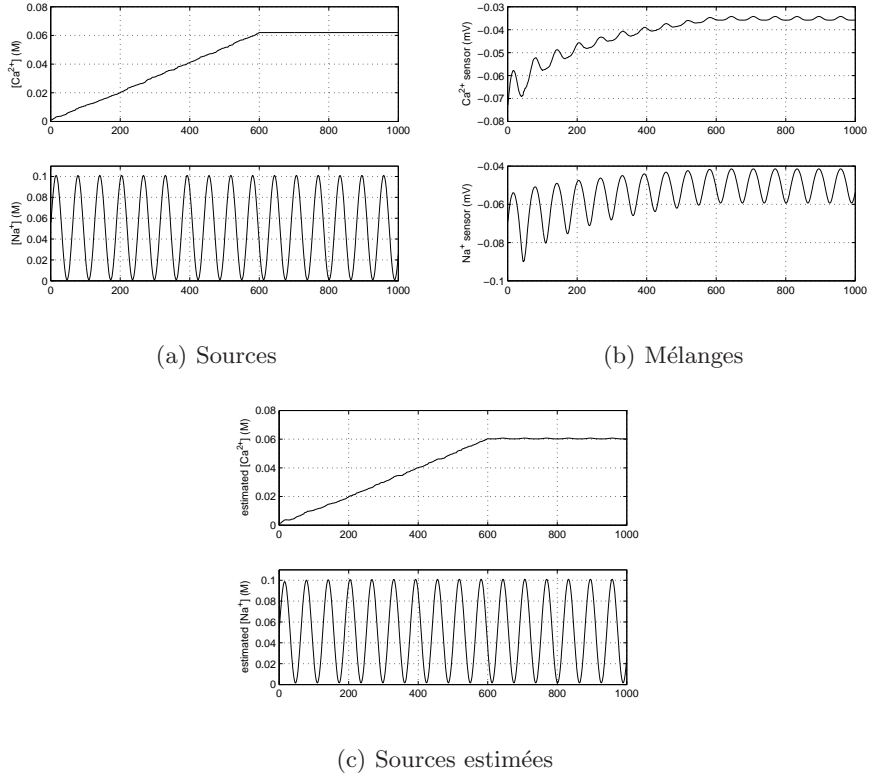 0.08
0.06
0.04
0.02
0
[Ca2+] (M)
0 200 400 600 800 1000
0.1
0.08
0.06
0.04
0.02
0
[Na+] (M)
0 200 400 600 800 1000
(a) Sources
−0.03
−0.04
−0.05
−0.06
−0.07
−0.08
Ca2+ sensor (mV)
0 200 400 600 800 1000
−0.04
−0.06
−0.08
−0.1
Na+ sensor (mV)
0 200 400 600 800 1000
(b) Mélanges
0.08
0.06
0.04
0.02
0
estimated [Ca2+] (M)
0 200 400 600 800 1000
0.1
0.08
0.06
0.04
0.02
0
estimated [Na+] (M)
0 200 400 600 800 1000
(c) Sources estimées